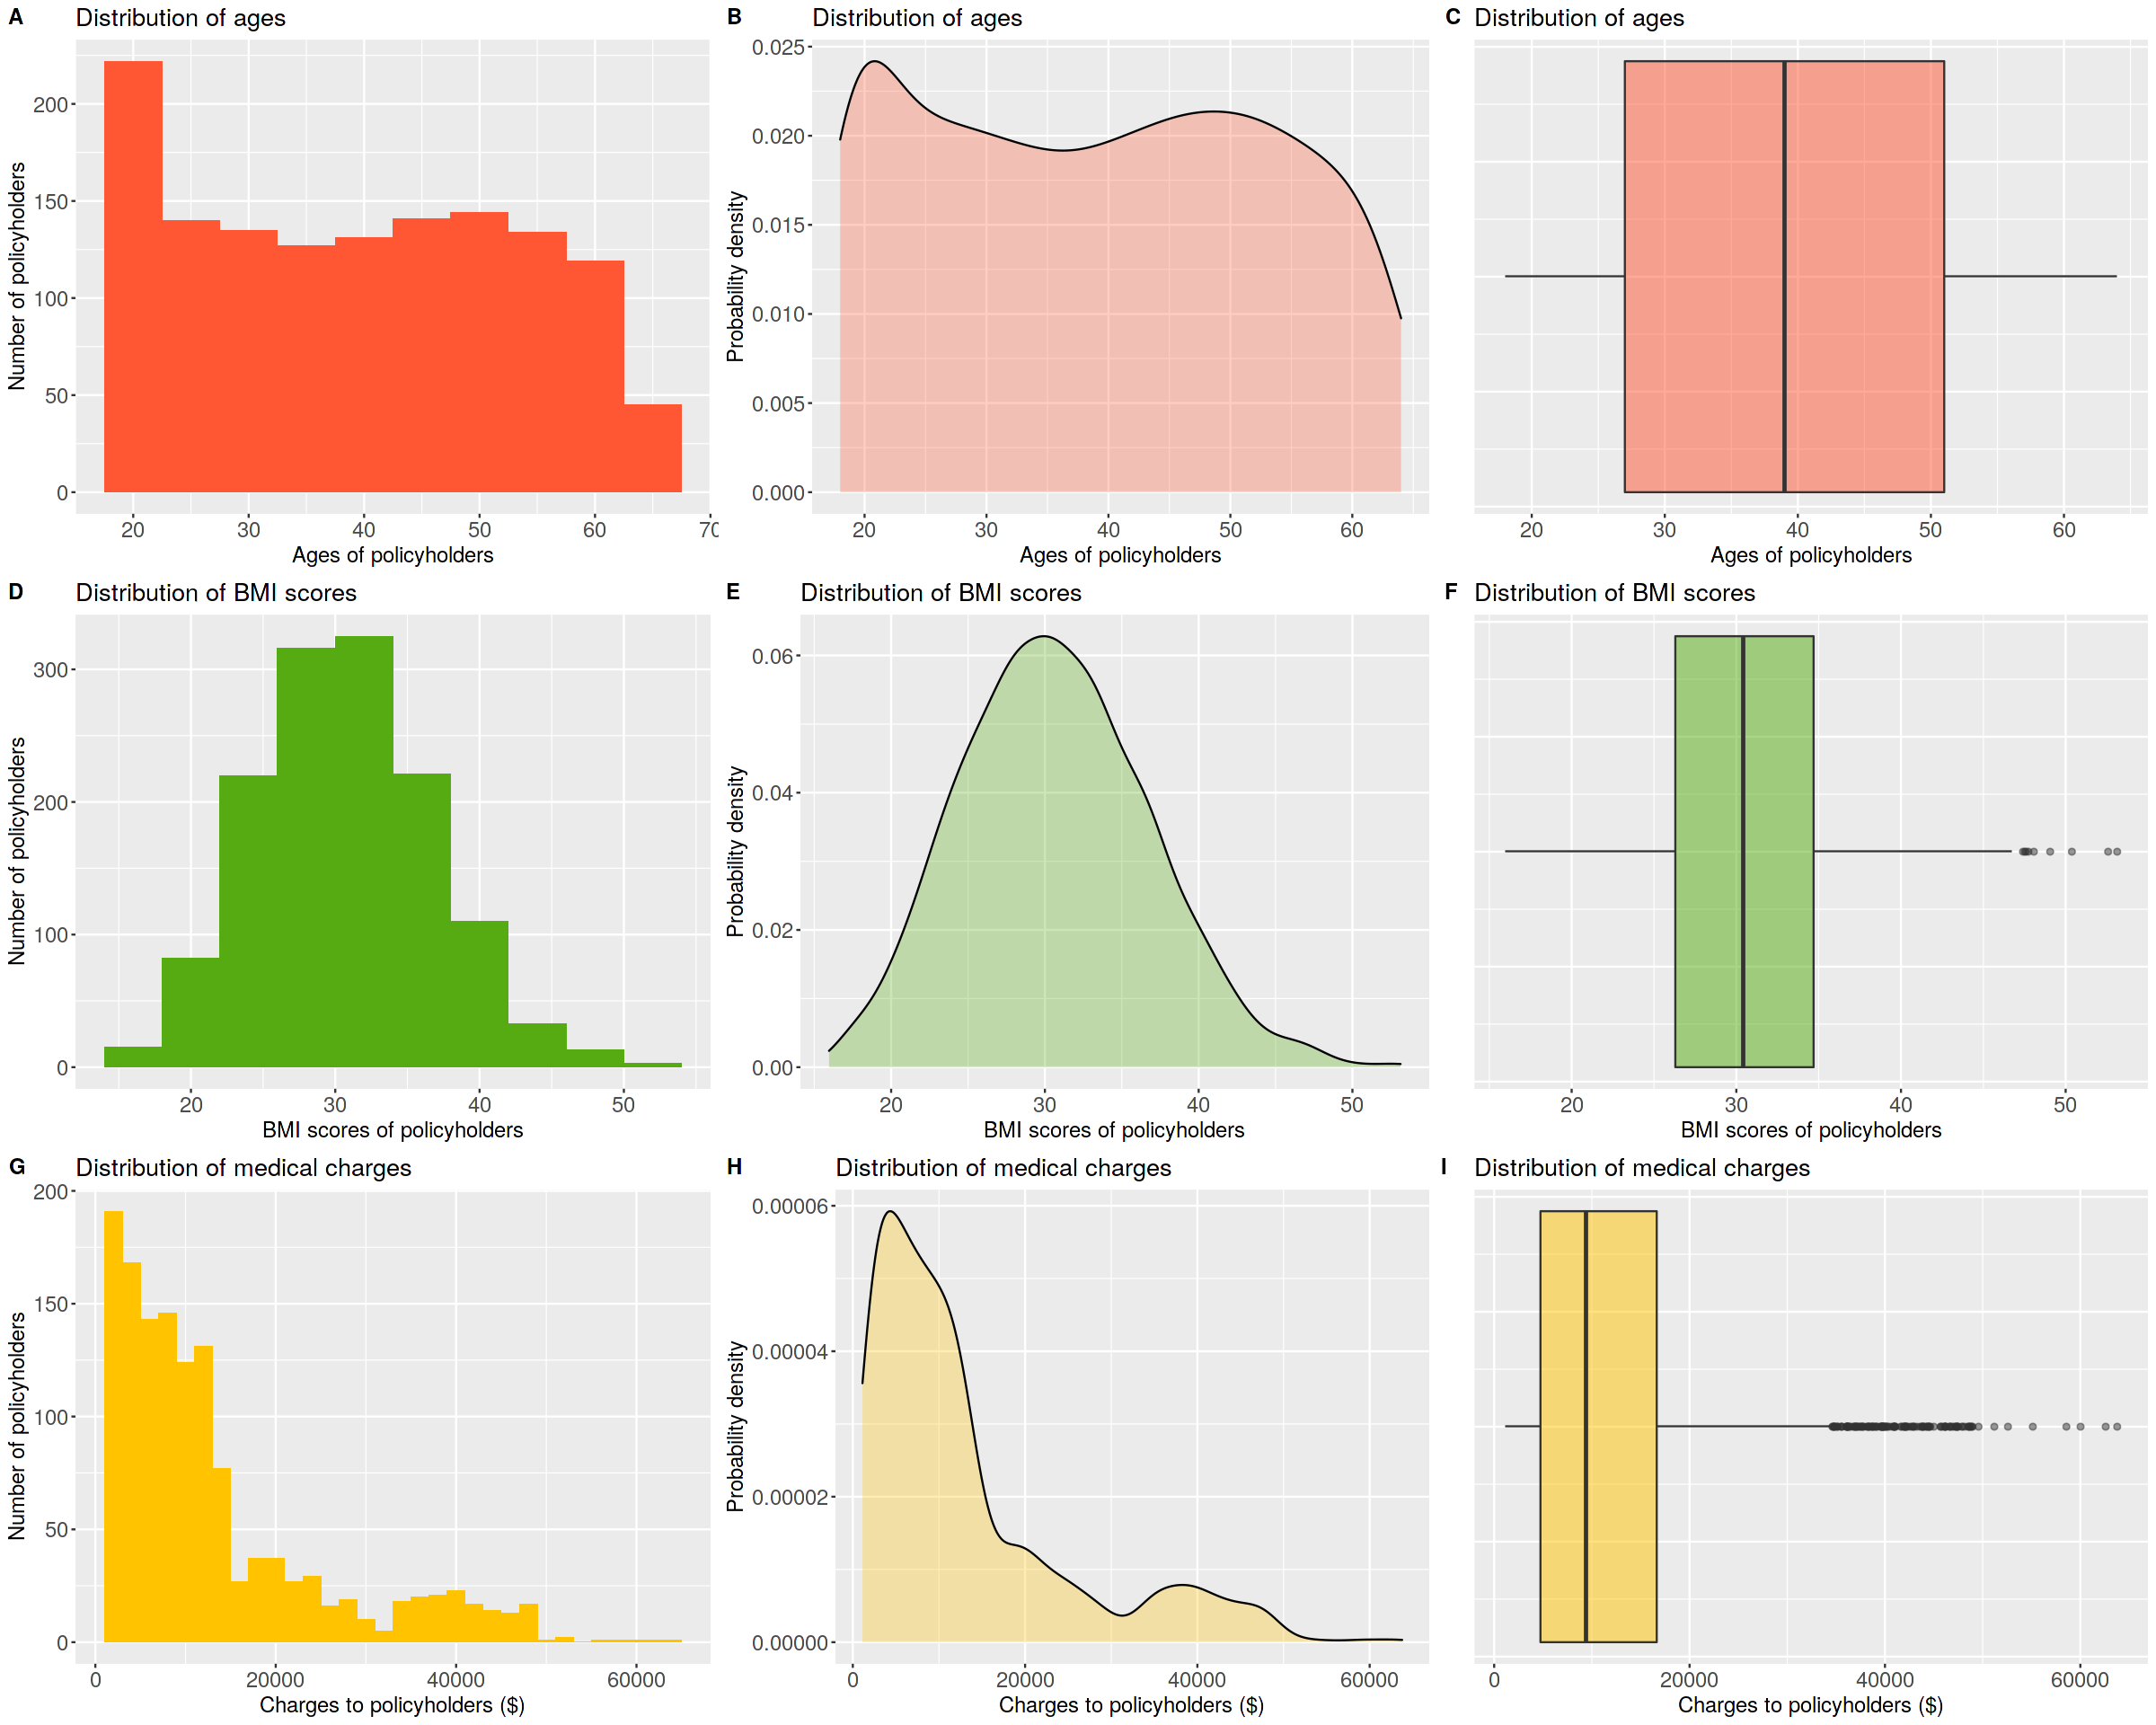 A Distribution of ages
Number of policyholders
200
150
100
50
0
20 30 40 50 60 70
Ages of policyholders
B Distribution of ages
Probability density
0.025
0.020
0.015
0.010
0.005
0.000
20 30 40 50 60
Ages of policyholders
C Distribution of ages
20 30 40 50 60
Ages of policyholders
D Distribution of BMI scores
Number of policyholders
300
200
100
0
20 30 40 50
BMI scores of policyholders
E Distribution of BMI scores
Probability density
0.06
0.04
0.02
0.00
20 30 40 50
BMI scores of policyholders
F Distribution of BMI scores
20 30 40 50
BMI scores of policyholders
G Distribution of medical charges
Number of policyholders
200
150
100
50
0
0 20000 40000 60000
Charges to policyholders ($)
H Distribution of medical charges
Probability density
0.00006
0.00004
0.00002
0.00000
0 20000 40000 60000
Charges to policyholders ($)
I Distribution of medical charges
0 20000 40000 60000
Charges to policyholders ($)